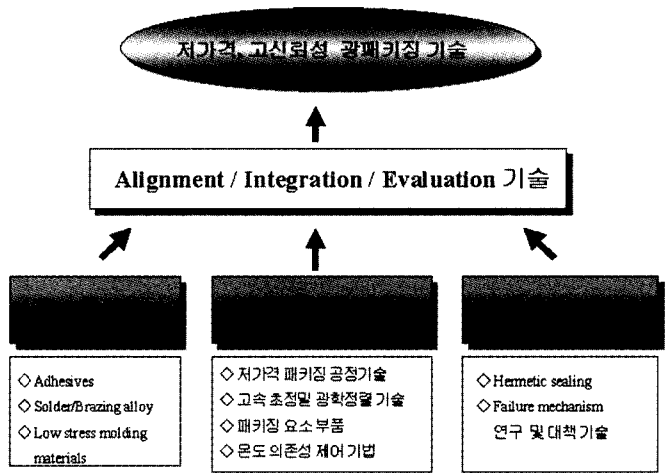 저가격, 고신뢰성 광패키징 기술
Alignment / Integration / Evaluation 기술
◇ Adhesives
◇ Solder/Brazing alloy
◇ Low stress molding
materials
◇ 저가격 패키징 공정기술
◇ 고속 초정밀 광학정렬 기술
◇ 패키징 요소 부품
◇ 온도 의존성 제어 기법
◇ Hermetic sealing
◇ Failure mechanism
연구 및 대책 기술